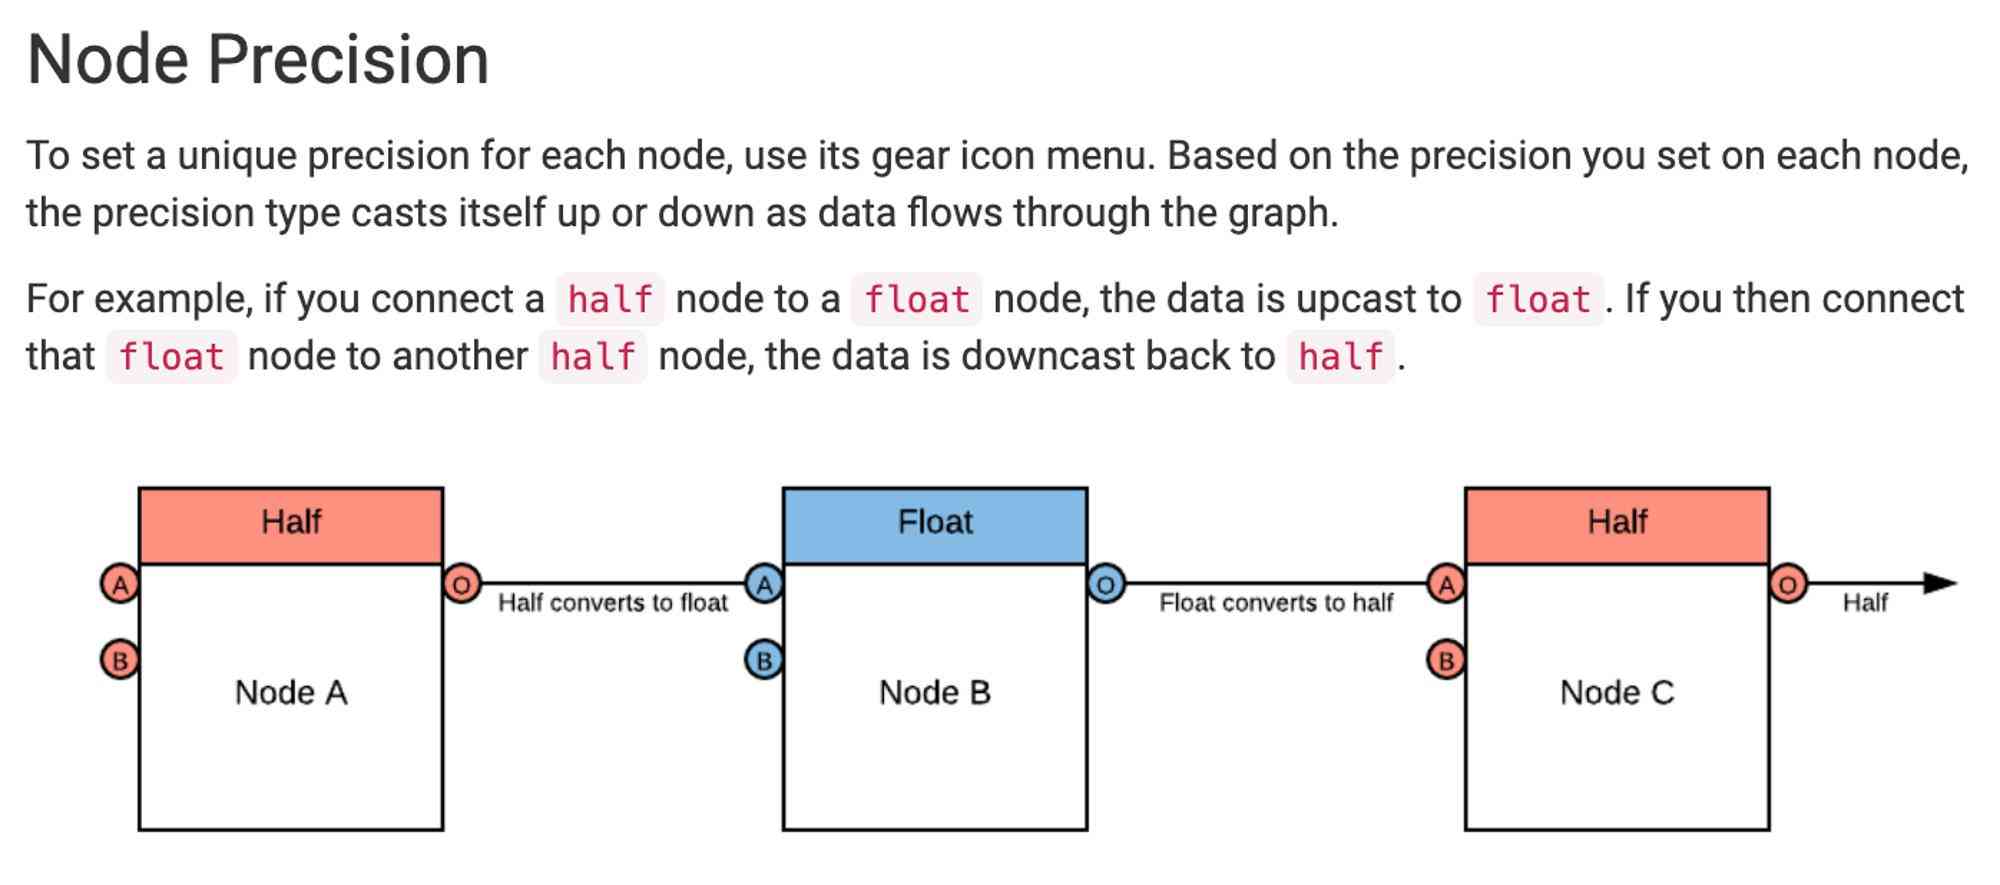 Node Precision
To set a unique precision for each node, use its gear icon menu. Based on the precision you set on each node,
the precision type casts itself up or down as data flows through the graph.
For example, if you connect a half node to a float node, the data is upcast to float. If you then connect
that float node to another half node, the data is downcast back to half.
Half
A
B
Node A
O
Half converts to float
Float
A
B
Node B
O
Float converts to half
Half
A
B
Node C
O
Half